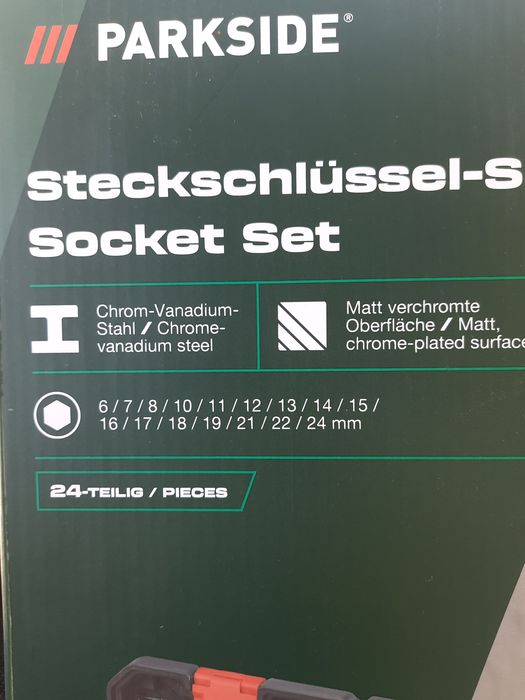 PARKSIDE®
Steckschlüssel-S
Socket Set
Chrom-Vanadium-
Stahl / Chrome-
vanadium steel
Matt verchromte
Oberfläche / Matt,
chrome-plated surface
6 / 7 / 8 / 10 / 11 / 12 / 13 / 14 / 15 /
16 / 17 / 18 / 19 / 21 / 22 / 24 mm
24-TEILIG / PIECES